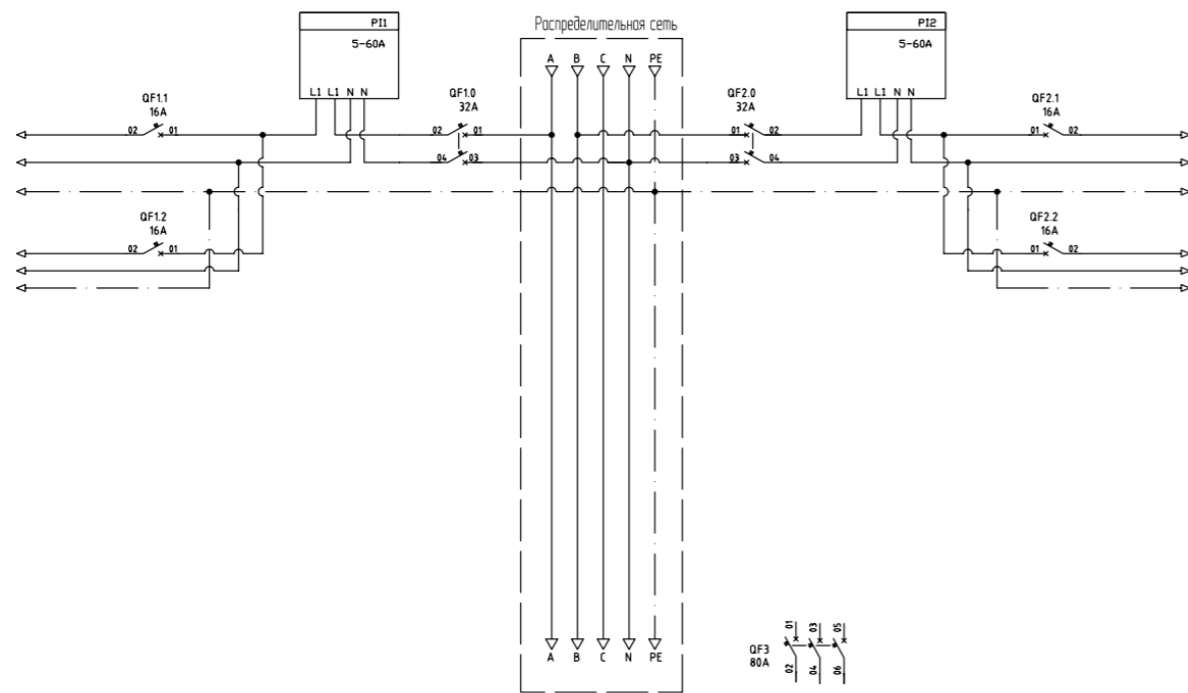 PI1
5-60A
L1 L1 N N
Распределительная сеть
A B C N PE
PI2
5-60A
L1 L1 N N
QF1.1
16A
02 01
QF1.0
32A
02 01
04 03
QF2.0
32A
01 02
03 04
QF2.1
16A
01 02
QF1.2
16A
02 01
QF2.2
16A
01 02
A B C N PE
QF3
80A
01 03 05
02 04 06